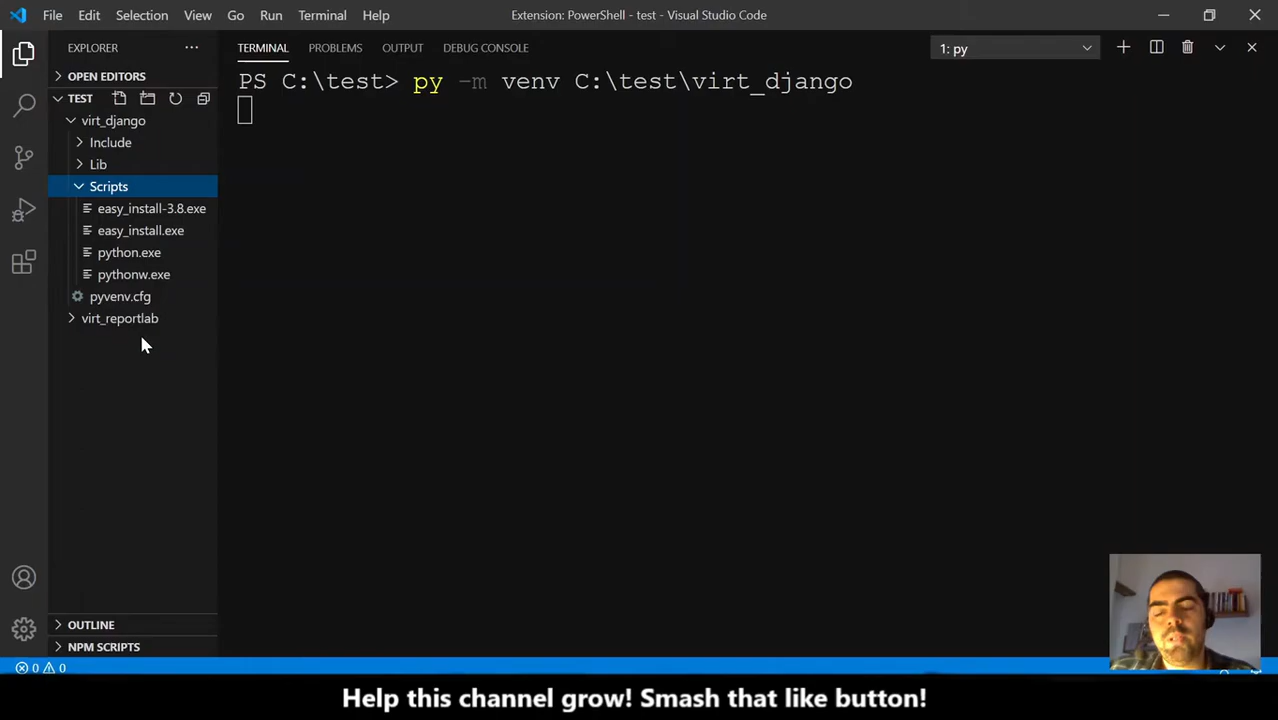 File Edit Selection View Go Run Terminal Help Extension: PowerShell - test - Visual Studio Code
EXPLORER
OPEN EDITORS
TEST
virt_django
Include
Lib
Scripts
easy_install-3.8.exe
easy_install.exe
python.exe
pythonw.exe
pyvenv.cfg
virt_reportlab
OUTLINE
NPM SCRIPTS
TERMINAL PROBLEMS OUTPUT DEBUG CONSOLE 1: py
PS C:\test> py -m venv C:\test\virt_django
0 0
Help this channel grow! Smash that like button!